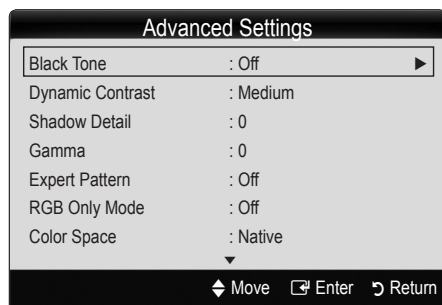 Advanced Settings
Black Tone : Off ▶
Dynamic Contrast : Medium
Shadow Detail : 0
Gamma : 0
Expert Pattern : Off
RGB Only Mode : Off
Color Space : Native
▼
Move Enter Return